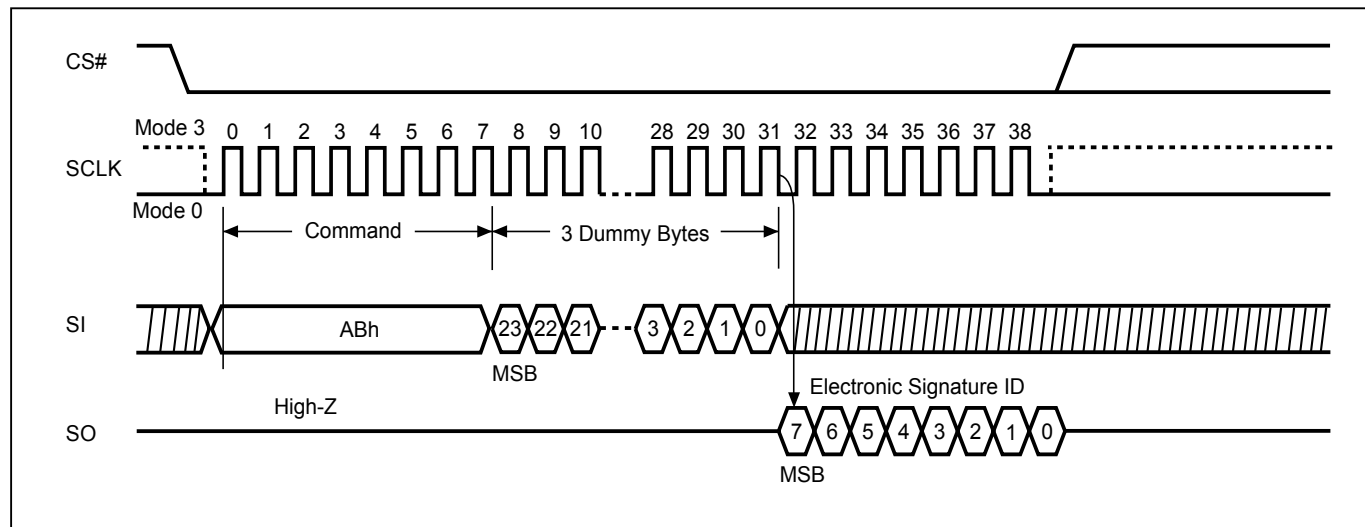 CS#
Mode 3 0 1 2 3 4 5 6 7 8 9 10 28 29 30 31 32 33 34 35 36 37 38
SCLK
Mode 0
Command 3 Dummy Bytes
SI ABh 23 22 21 3 2 1 0
MSB
Electronic Signature ID
High-Z
SO 7 6 5 4 3 2 1 0
MSB